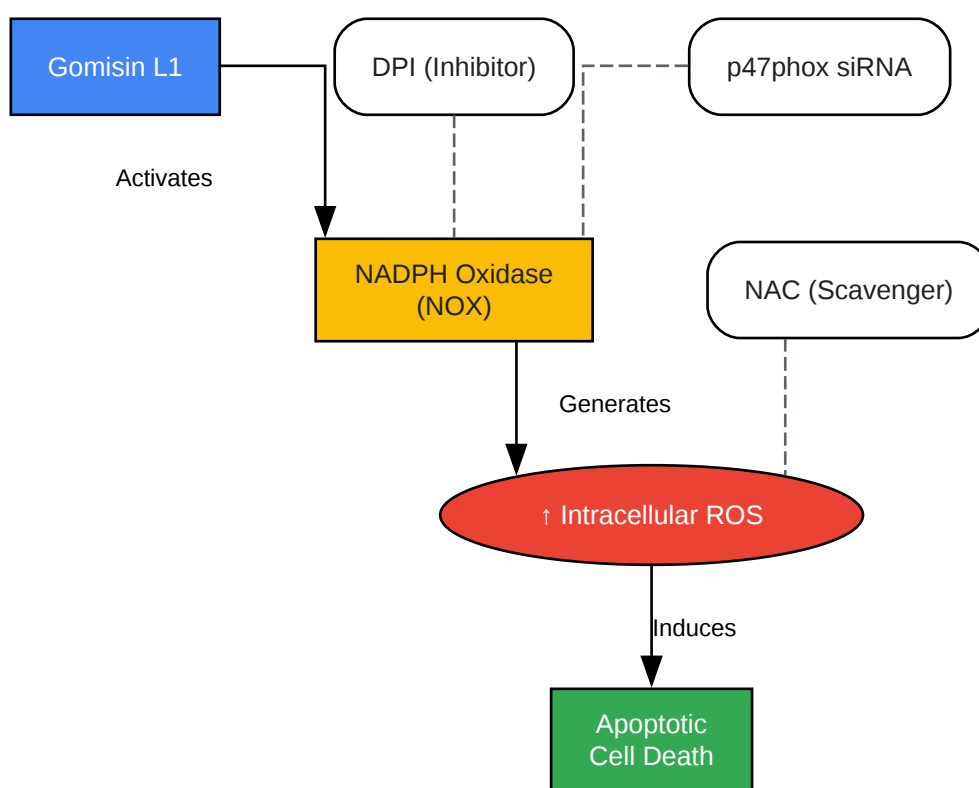 Gomisin L1
DPI (Inhibitor)
p47phox siRNA
Activates
NADPH Oxidase
(NOX)
NAC (Scavenger)
Generates
↑ Intracellular ROS
Induces
Apoptotic
Cell Death